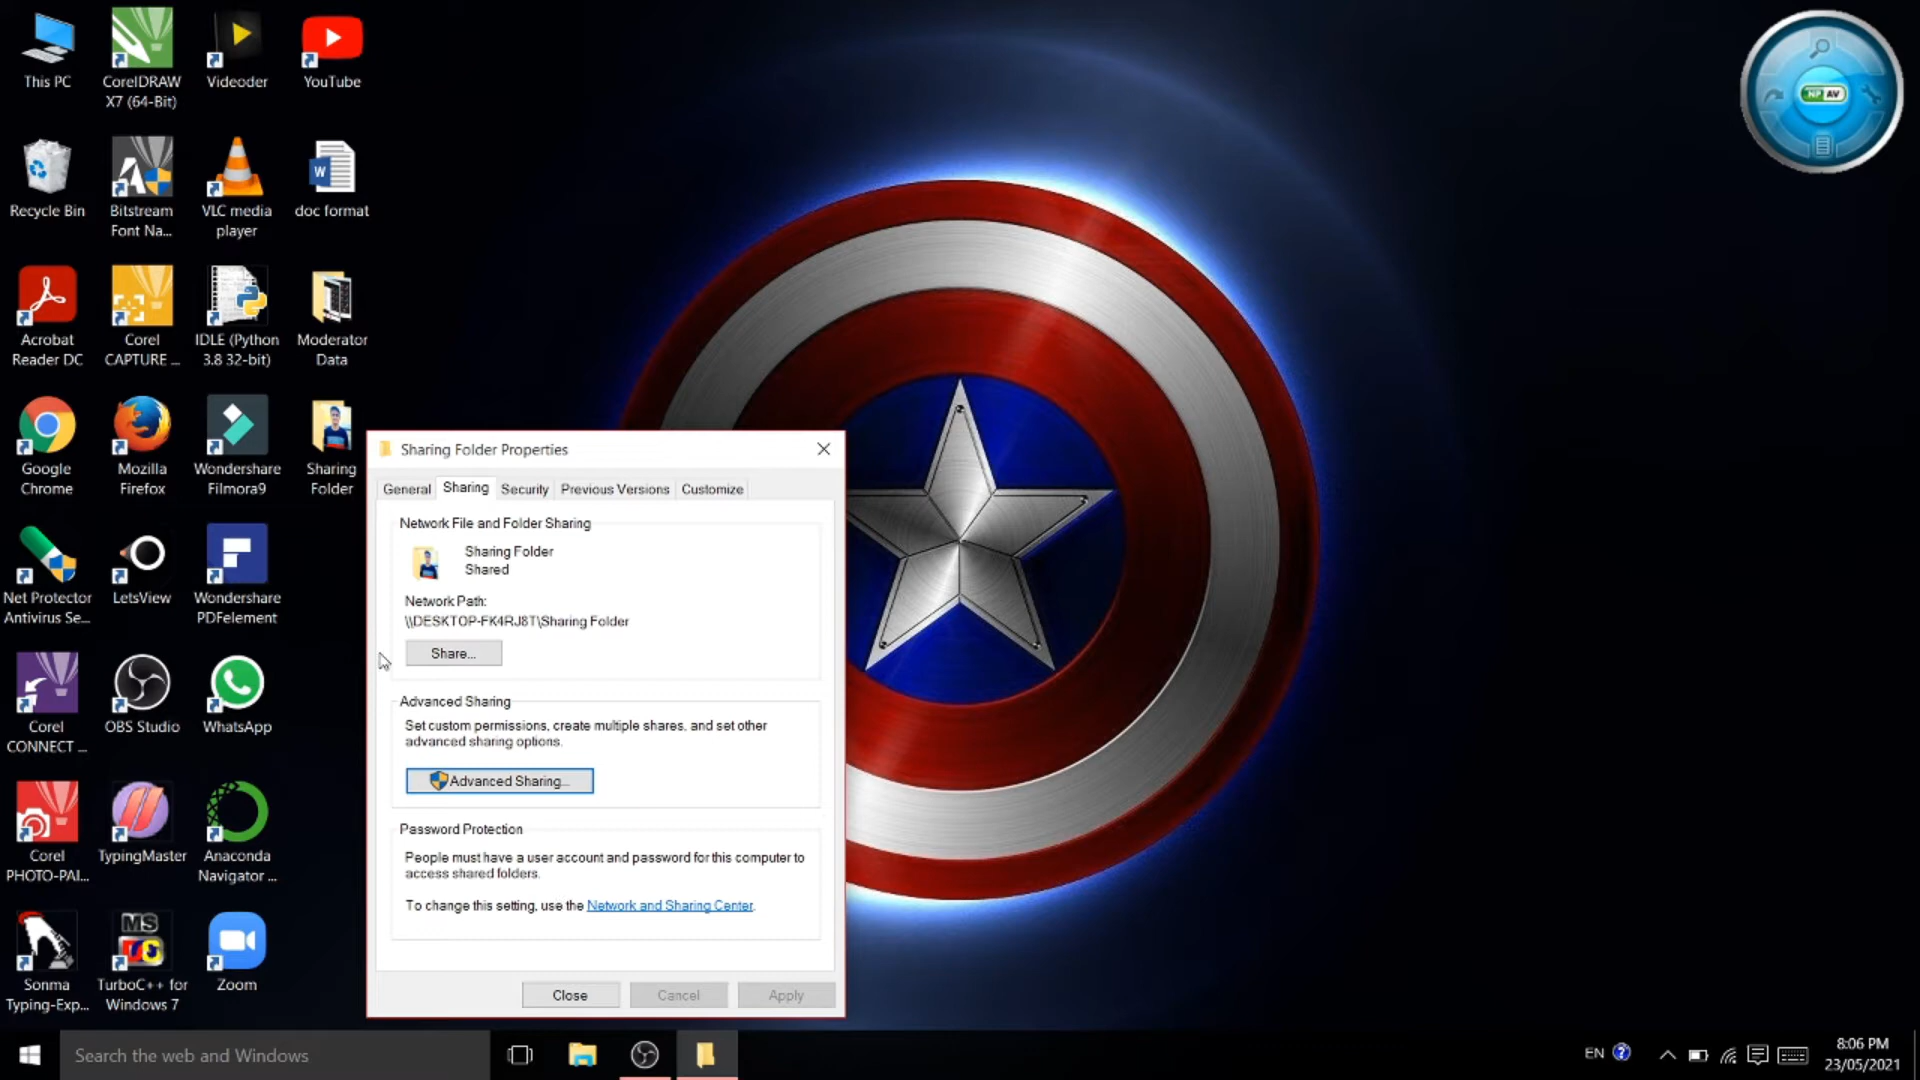 This PC
CorelDRAW
X7 (64-Bit)
Videoder
YouTube
Recycle Bin
Bitstream
Font Na...
VLC media
player
W
doc format
Acrobat
Reader DC
Corel
CAPTURE ...
IDLE (Python
3.8 32-bit)
Moderator
Data
Google
Chrome
Mozilla
Firefox
Wondershare
Filmora9
Sharing
Folder
Net Protector
Antivirus Se...
LetsView
Wondershare
PDFelement
Corel
CONNECT ...
OBS Studio
WhatsApp
Corel
PHOTO-PAI...
TypingMaster
Anaconda
Navigator ...
Sonma
Typing-Exp...
MS
TurboC++ for
Windows 7
Zoom
NP AV
Sharing Folder Properties
General
Sharing
Security
Previous Versions
Customize
Network File and Folder Sharing
Sharing Folder
Shared
Network Path:
\\DESKTOP-FK4RJ8T\Sharing Folder
Share...
Advanced Sharing
Set custom permissions, create multiple shares, and set other
advanced sharing options.
Advanced Sharing...
Password Protection
People must have a user account and password for this computer to
access shared folders.
To change this setting, use the Network and Sharing Center.
Close
Cancel
Apply
Search the web and Windows
EN
8:06 PM
23/05/2021